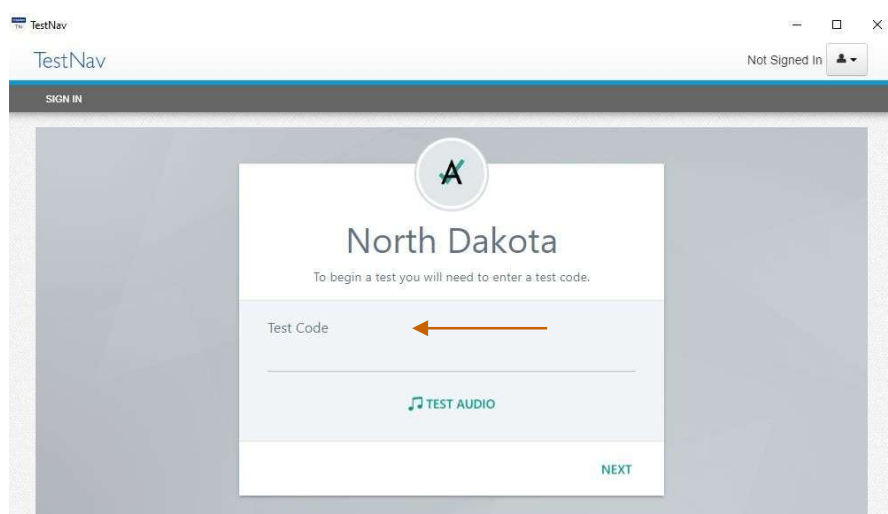 TestNav
TestNav
Not Signed In
SIGN IN
North Dakota
To begin a test you will need to enter a test code.
Test Code
TEST AUDIO
NEXT